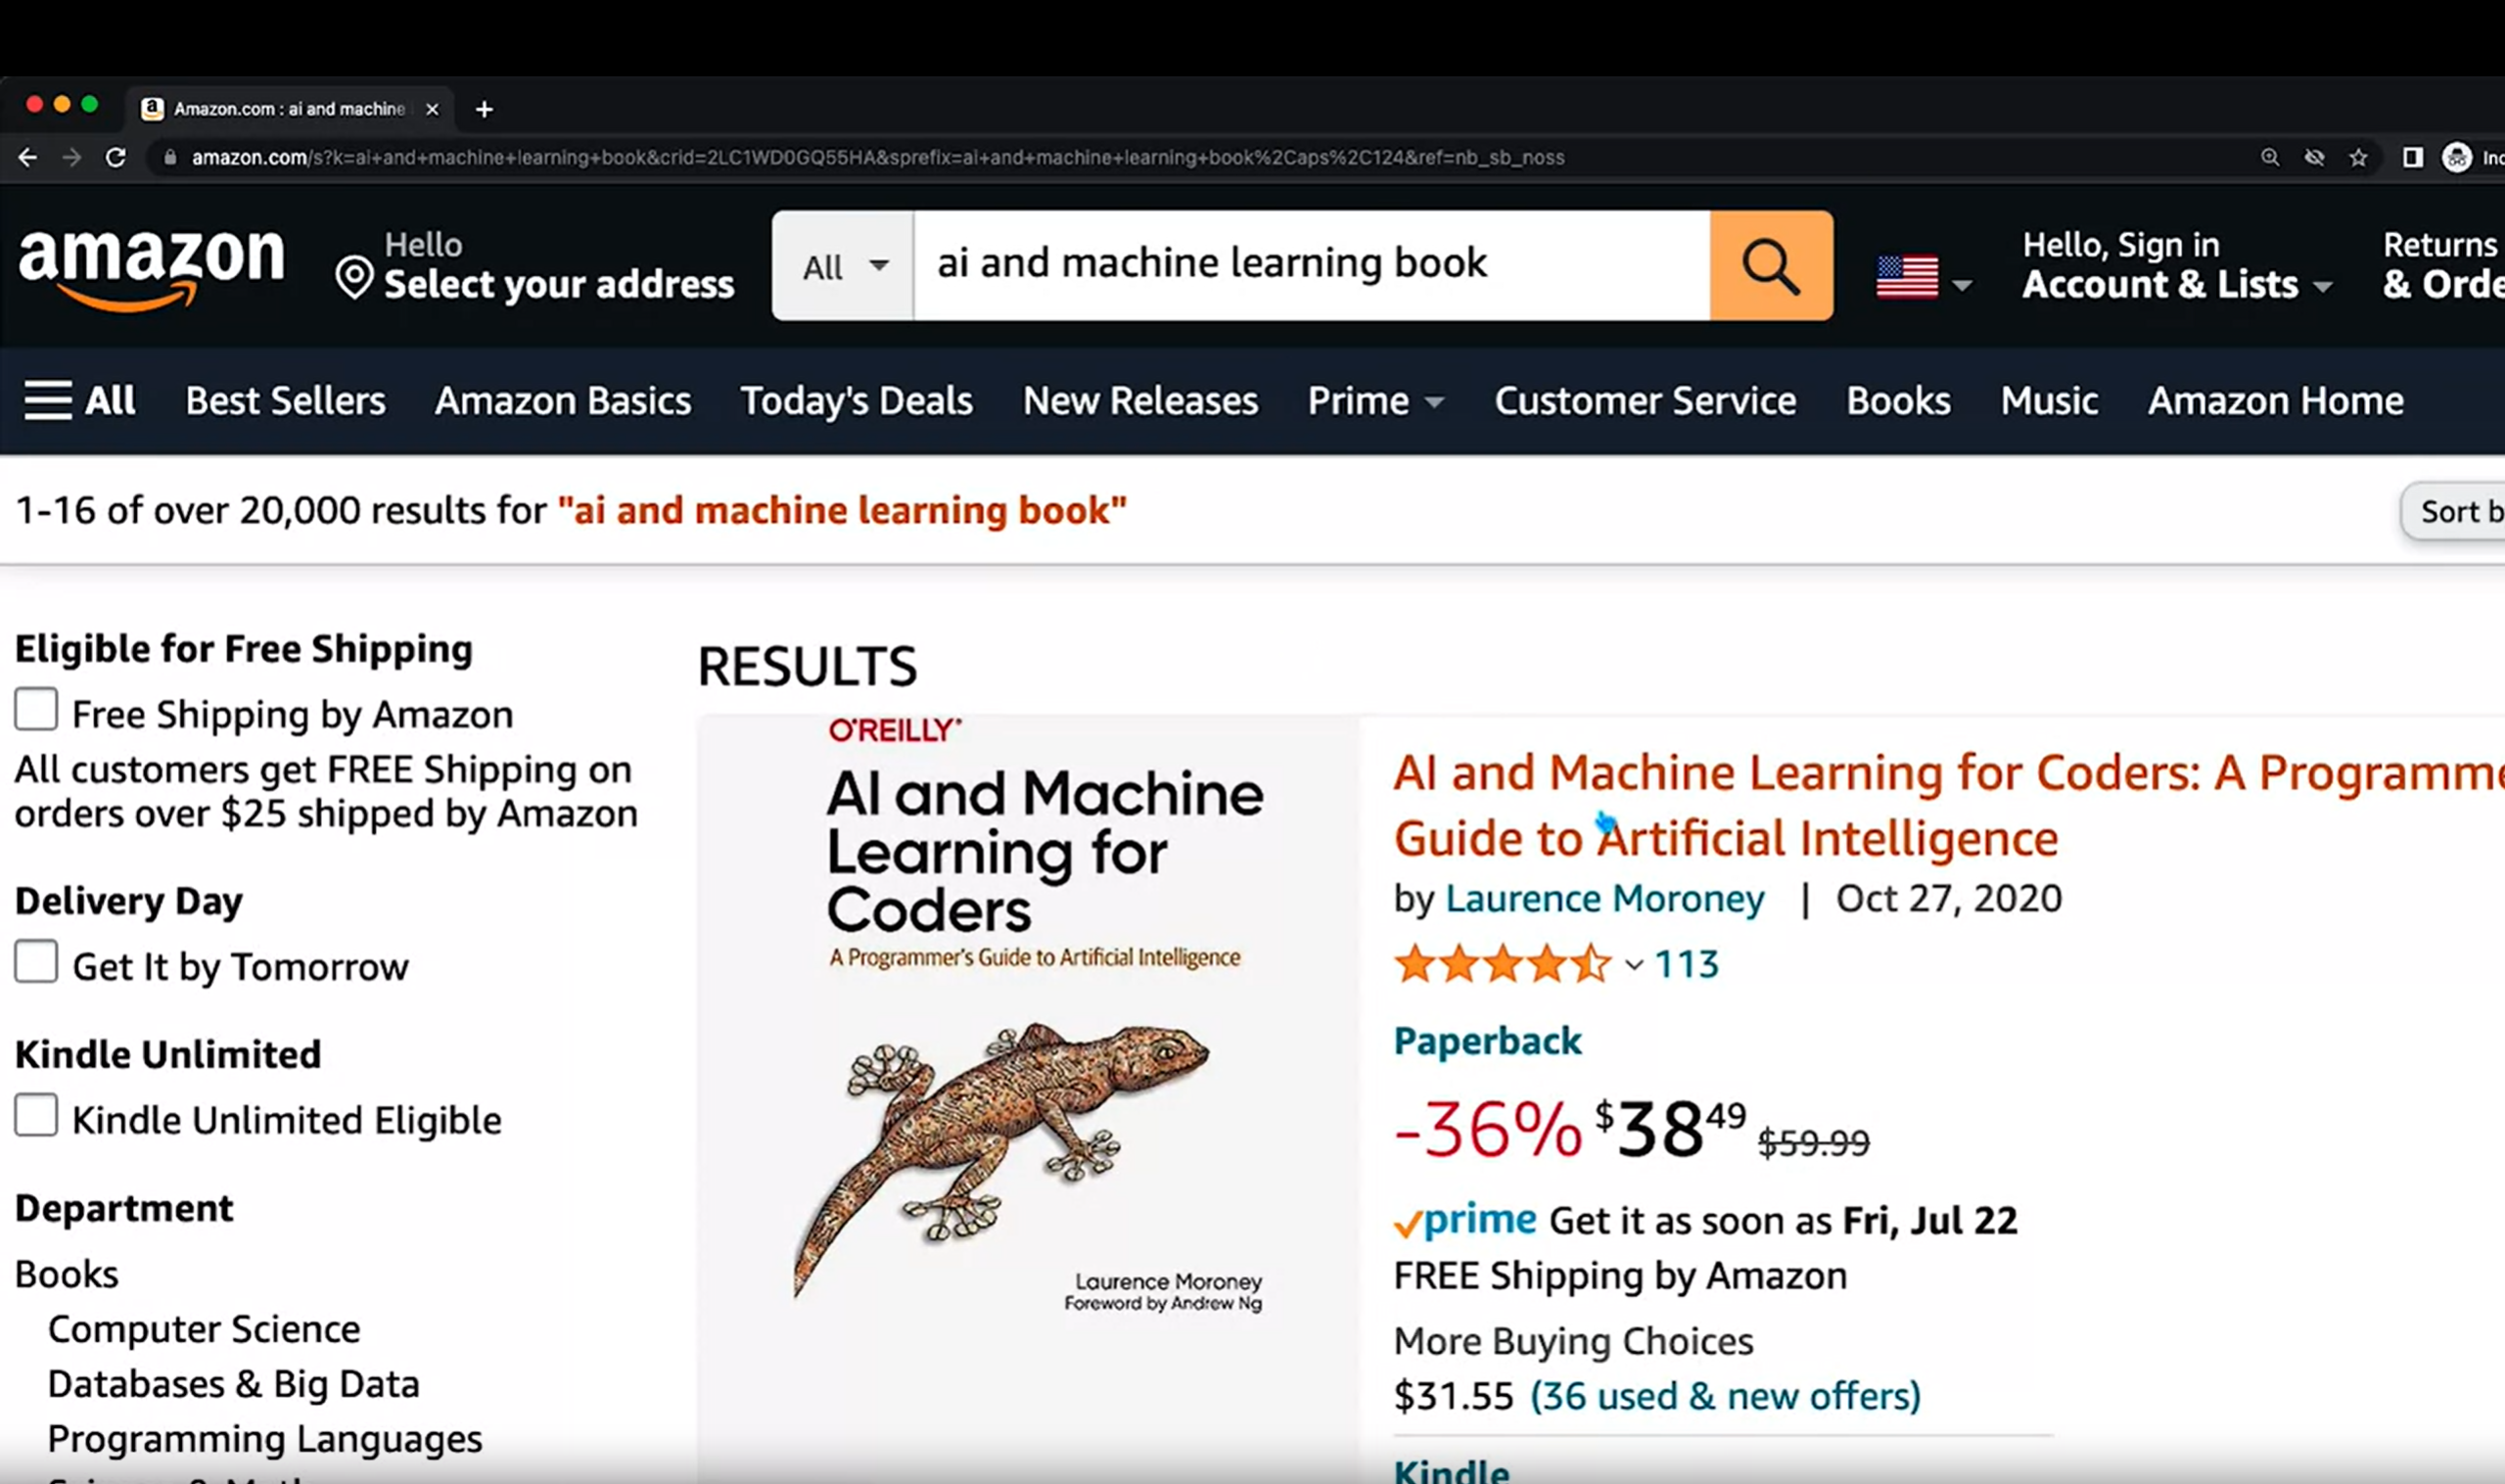 Amazon.com : ai and machine
amazon.com/s?k=ai+and+machine+learning+book&crid=2LC1WD0GQ55HA&sprefix=ai+and+machine+learning+book%2Caps%2C124&ref=nb_sb_noss
amazon
Hello
Select your address
All
ai and machine learning book
Hello, Sign in
Account & Lists
Returns
& Orde
All Best Sellers Amazon Basics Today's Deals New Releases Prime Customer Service Books Music Amazon Home
1-16 of over 20,000 results for "ai and machine learning book"
Sort b
Eligible for Free Shipping
Free Shipping by Amazon
All customers get FREE Shipping on
orders over $25 shipped by Amazon
Delivery Day
Get It by Tomorrow
Kindle Unlimited
Kindle Unlimited Eligible
Department
Books
Computer Science
Databases & Big Data
Programming Languages
RESULTS
O'REILLY®
AI and Machine
Learning for
Coders
A Programmer's Guide to Artificial Intelligence
Laurence Moroney
Foreword by Andrew Ng
AI and Machine Learning for Coders: A Programme
Guide to Artificial Intelligence
by Laurence Moroney | Oct 27, 2020
113
Paperback
-36% $38 49 $59.99
prime Get it as soon as Fri, Jul 22
FREE Shipping by Amazon
More Buying Choices
$31.55 (36 used & new offers)
Kindle